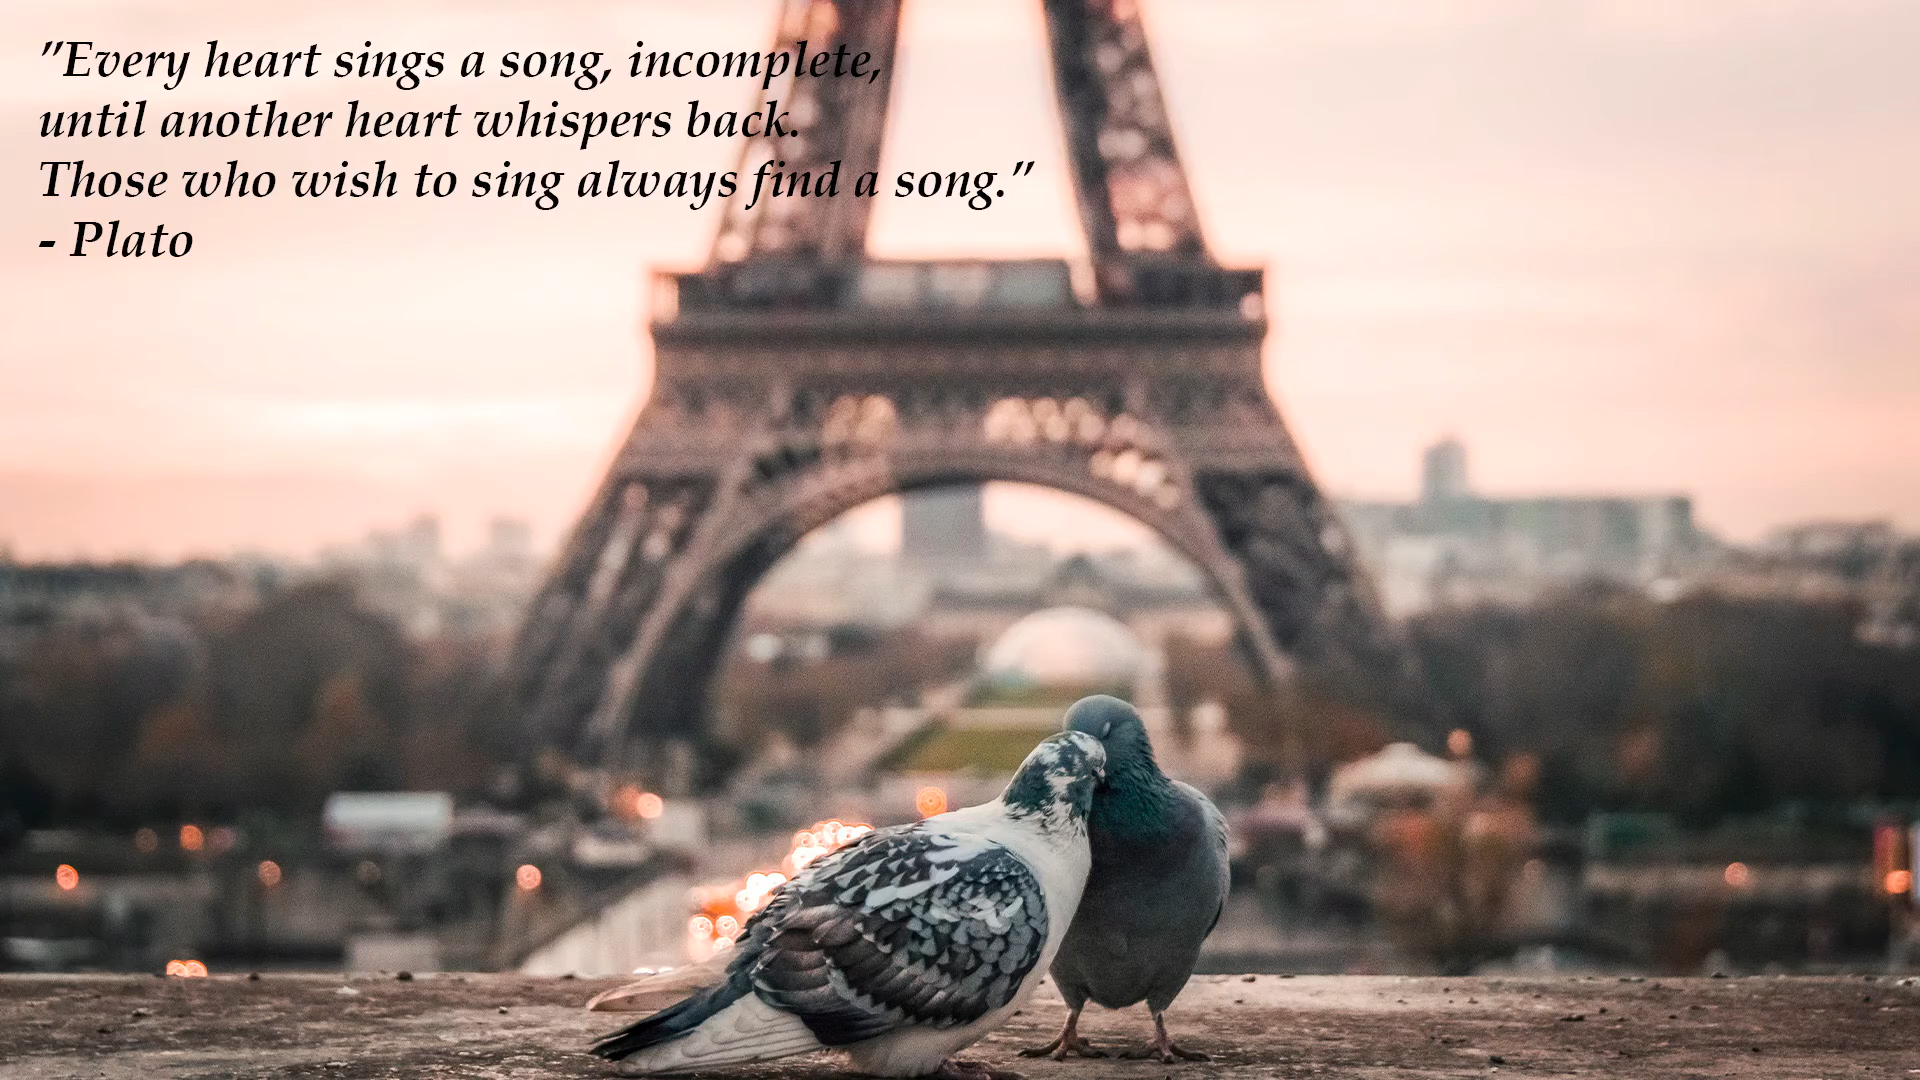 "Every heart sings a song, incomplete,
until another heart whispers back.
Those who wish to sing always find a song."
- Plato